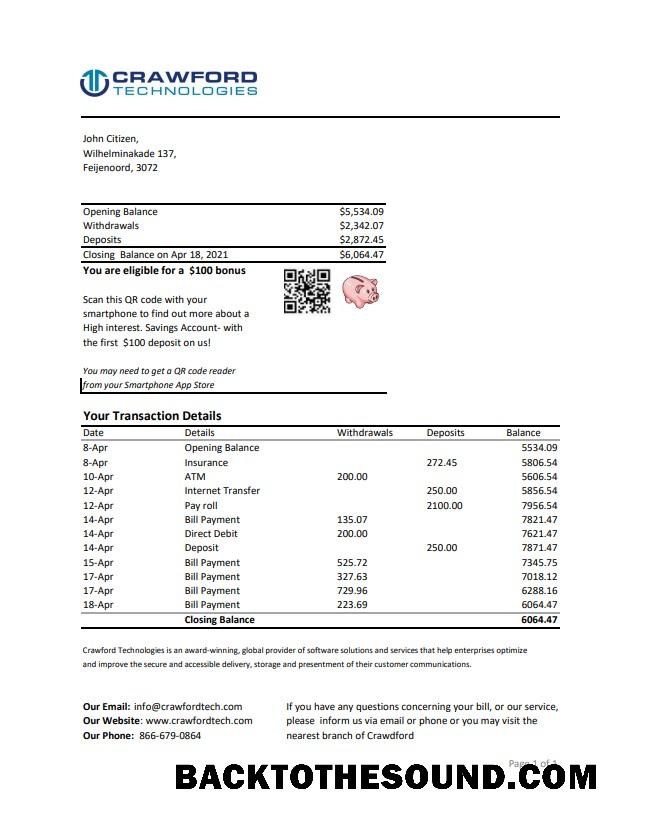 CRAWFORD
TECHNOLOGIES
John Citizen,
Wilhelminakade 137,
Feijenoord, 3072
Opening Balance $5,534.09
Withdrawals $2,342.07
Deposits $2,872.45
Closing Balance on Apr 18, 2021 $6,064.47
You are eligible for a $100 bonus
Scan this QR code with your
smartphone to find out more about a
High interest. Savings Account- with
the first $100 deposit on us!
You may need to get a QR code reader
from your Smartphone App Store
Your Transaction Details
Date Details Withdrawals Deposits Balance
8-Apr Opening Balance 5534.09
8-Apr Insurance 272.45 5806.54
10-Apr ATM 200.00 5606.54
12-Apr Internet Transfer 250.00 5856.54
12-Apr Pay roll 2100.00 7956.54
14-Apr Bill Payment 135.07 7821.47
14-Apr Direct Debit 200.00 7621.47
14-Apr Deposit 250.00 7871.47
15-Apr Bill Payment 525.72 7345.75
17-Apr Bill Payment 327.63 7018.12
17-Apr Bill Payment 729.96 6288.16
18-Apr Bill Payment 223.69 6064.47
Closing Balance 6064.47
Crawford Technologies is an award-winning, global provider of software solutions and services that help enterprises optimize
and improve the secure and accessible delivery, storage and presentment of their customer communications.
Our Email: info@crawfordtech.com
Our Website: www.crawfordtech.com
Our Phone: 866-679-0864
If you have any questions concerning your bill, or our service,
please inform us via email or phone or you may visit the
nearest branch of Crawdford
Page 1 of 1
BACKTOTHESOUND.COM